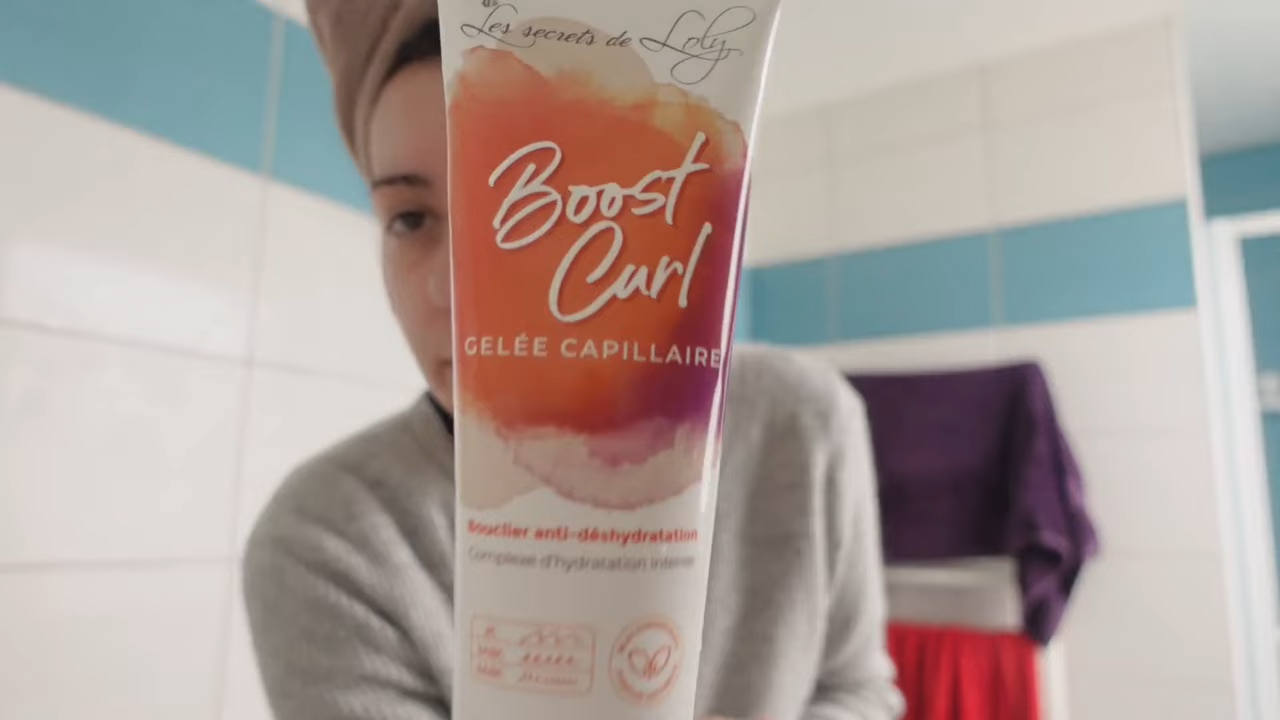 Les secrets de Loly
Boost
Curl
GELÉE CAPILLAIRE
Bouclier anti-déshydratation
Complexe d'hydratation intense